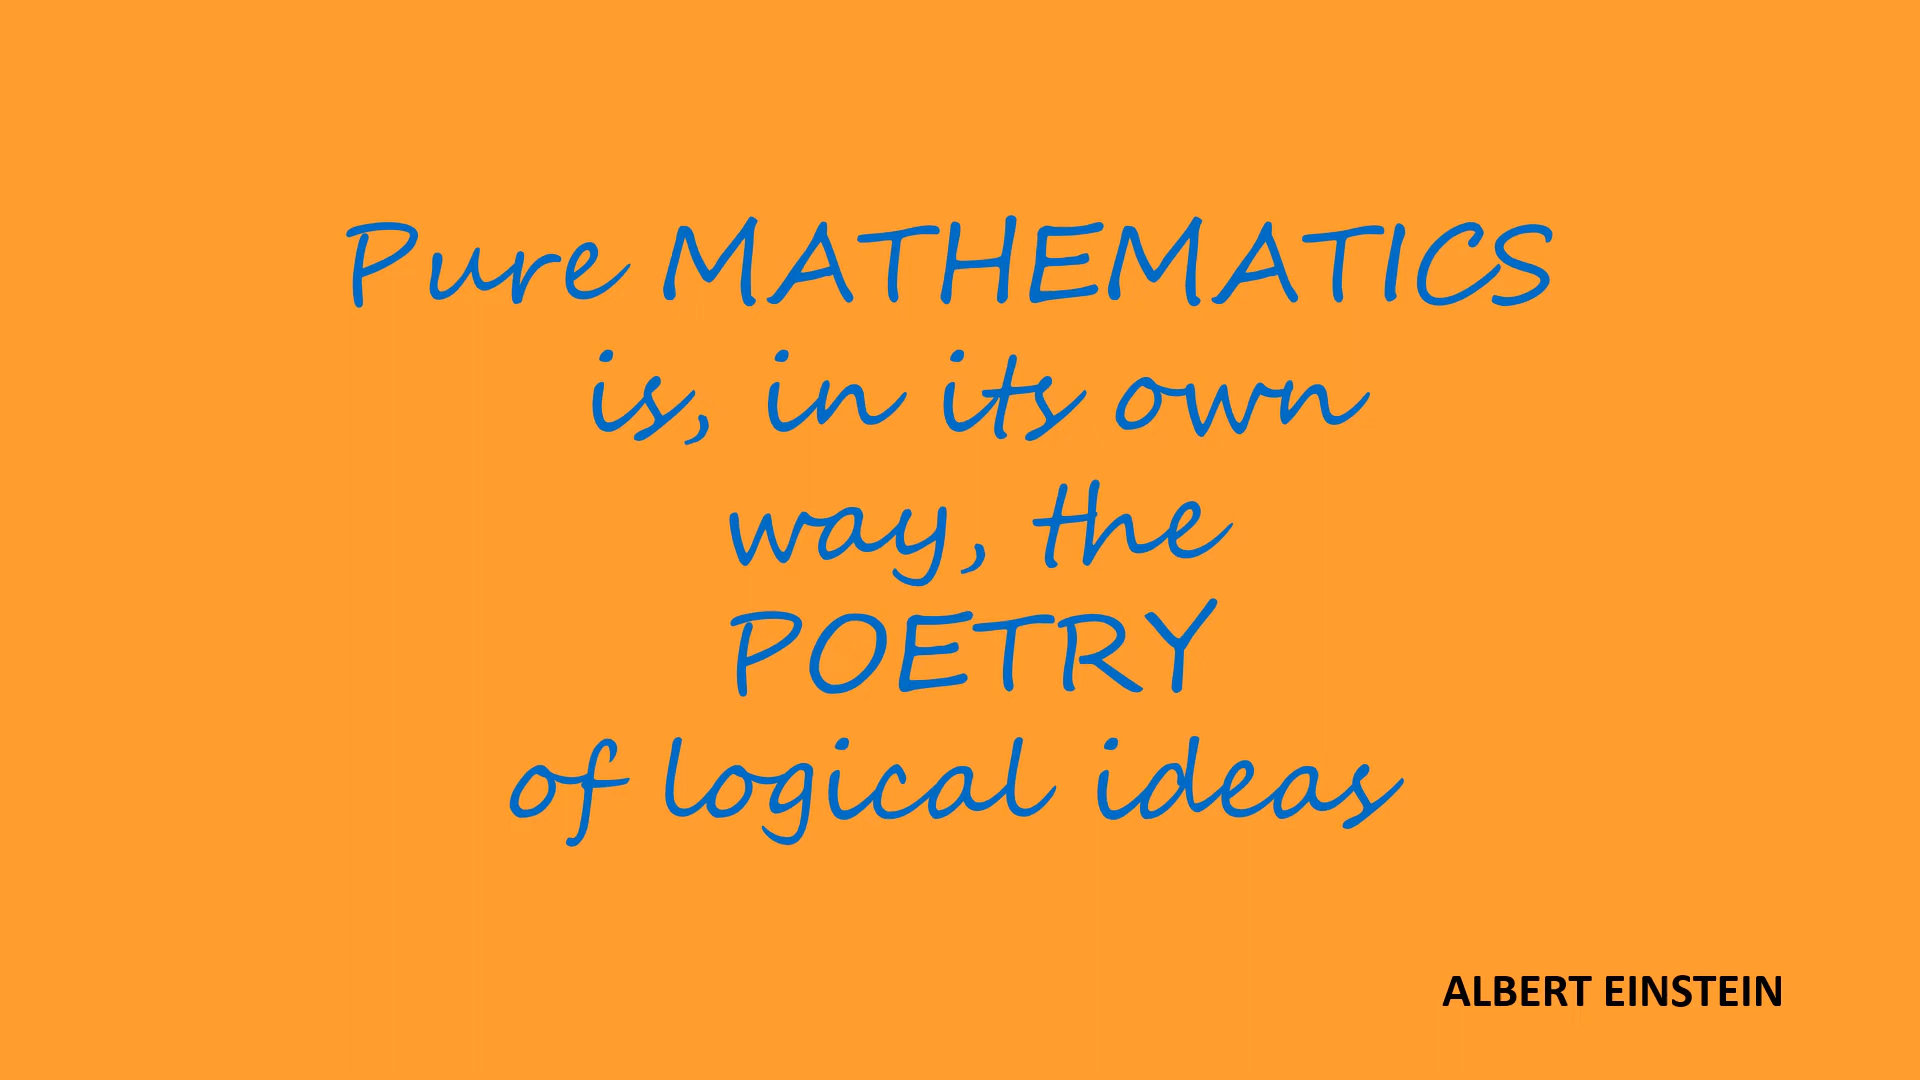 Pure MATHEMATICS
is, in its own
way, the
POETRY
of logical ideas
ALBERT EINSTEIN